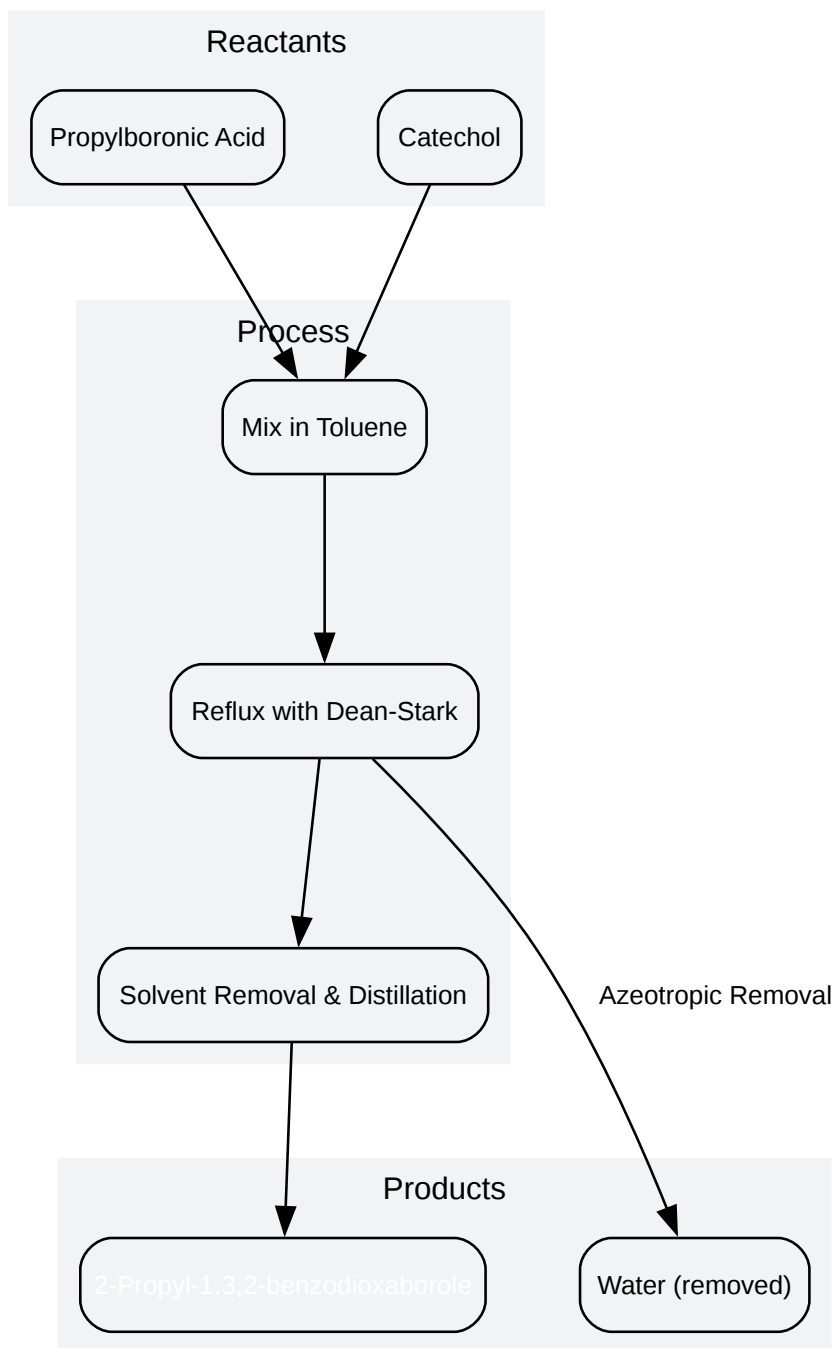 Reactants
Propylboronic Acid
Catechol
Process
Mix in Toluene
Reflux with Dean-Stark
Solvent Removal & Distillation
Azeotropic Removal
Products
2-Propyl-1,3,2-benzodioxaborole
Water (removed)